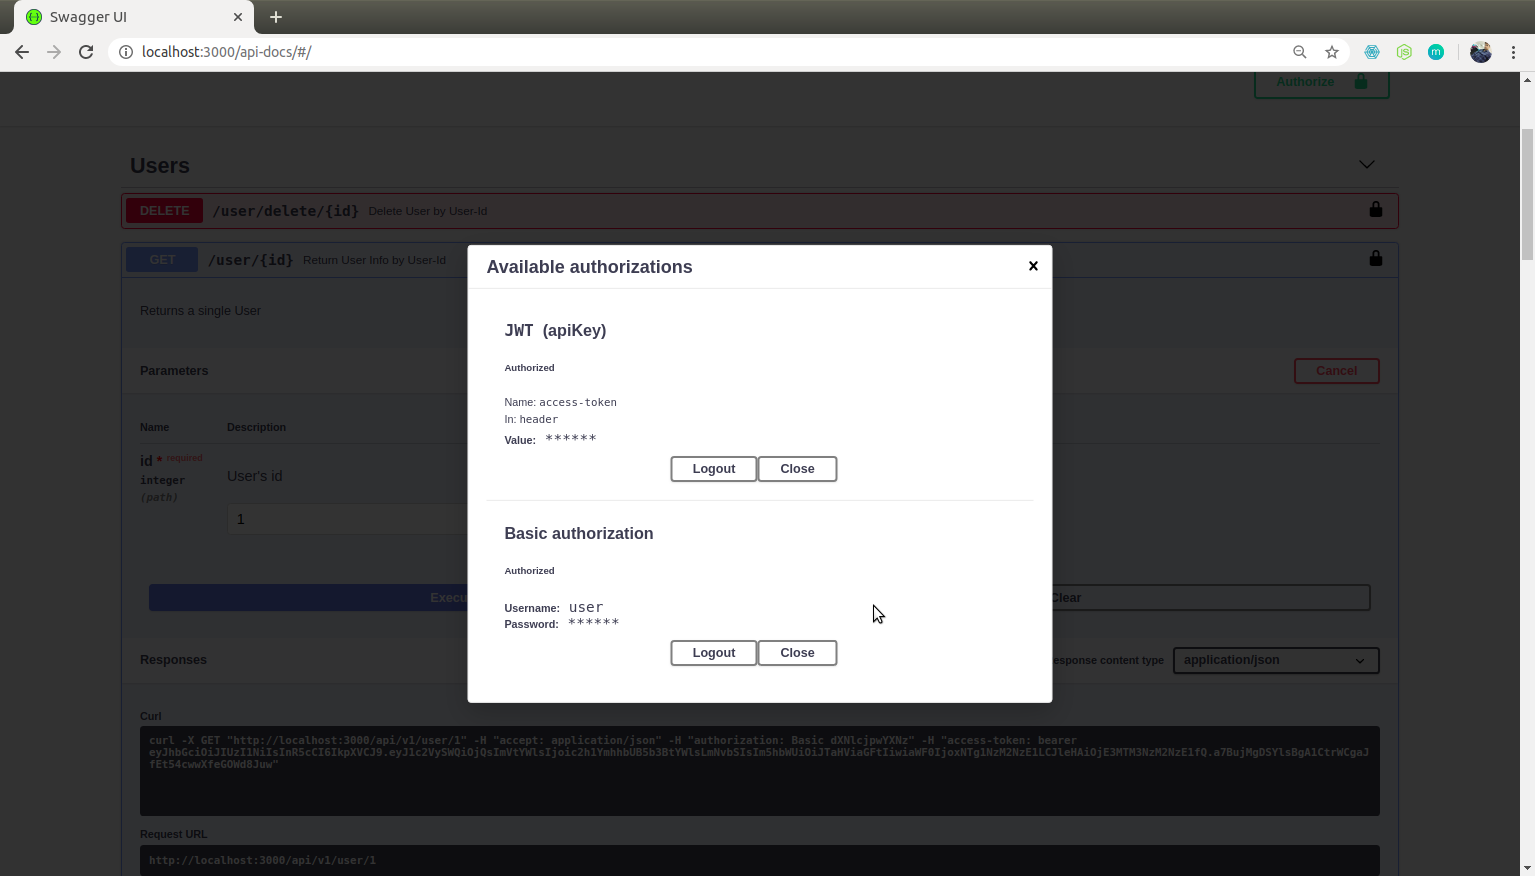 Swagger UI
localhost:3000/api-docs/#/
Authorize
Users
DELETE /user/delete/{id} Delete User by User-Id
GET /user/{id} Return User Info by User-Id
Returns a single User
Parameters
Cancel
Name Description
id * required
integer
(path)
User's id
1
Clear
Available authorizations
JWT (apiKey)
Authorized
Name: access-token
In: header
Value: ******
Logout Close
Basic authorization
Authorized
Username: user
Password: ******
Logout Close
Responses
content type application/json
Curl
curl -X GET "http://localhost:3000/api/v1/user/1" -H "accept: application/json" -H "authorization: Basic dXNlcjpwYXNz" -H "access-token: bearer
Request URL
http://localhost:3000/api/v1/user/1